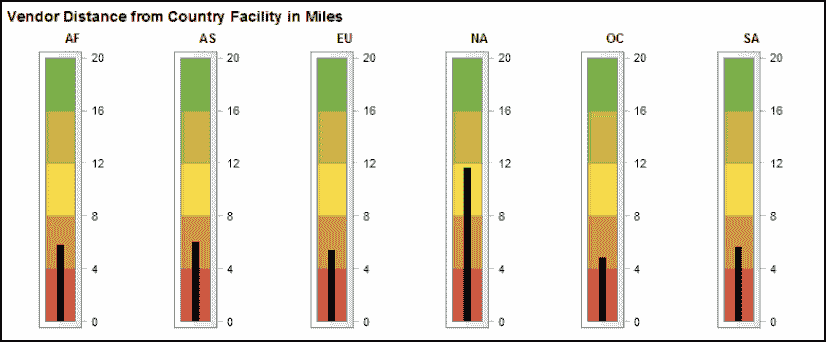 Vendor Distance from Country Facility in Miles
AF AS EU NA OC SA
20 20 20 20 20 20
16 16 16 16 16 16
12 12 12 12 12 12
8 8 8 8 8 8
4 4 4 4 4 4
0 0 0 0 0 0